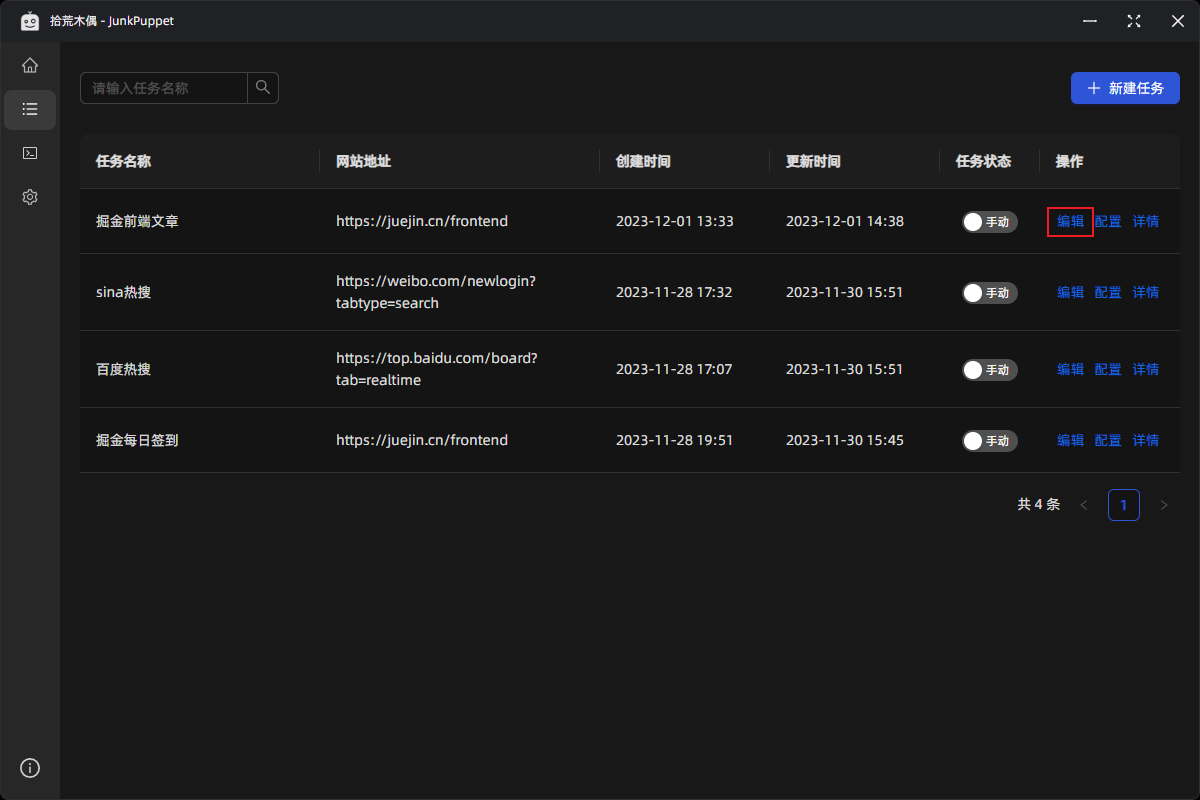 拾荒木偶 - JunkPuppet
请输入任务名称
新建任务
任务名称 网站地址 创建时间 更新时间 任务状态 操作
掘金前端文章 https://juejin.cn/frontend 2023-12-01 13:33 2023-12-01 14:38 手动 编辑 配置 详情
sina热搜 https://weibo.com/newlogin?
tabtype=search 2023-11-28 17:32 2023-11-30 15:51 手动 编辑 配置 详情
百度热搜 https://top.baidu.com/board?
tab=realtime 2023-11-28 17:07 2023-11-30 15:51 手动 编辑 配置 详情
掘金每日签到 https://juejin.cn/frontend 2023-11-28 19:51 2023-11-30 15:45 手动 编辑 配置 详情
共 4 条 < 1 >